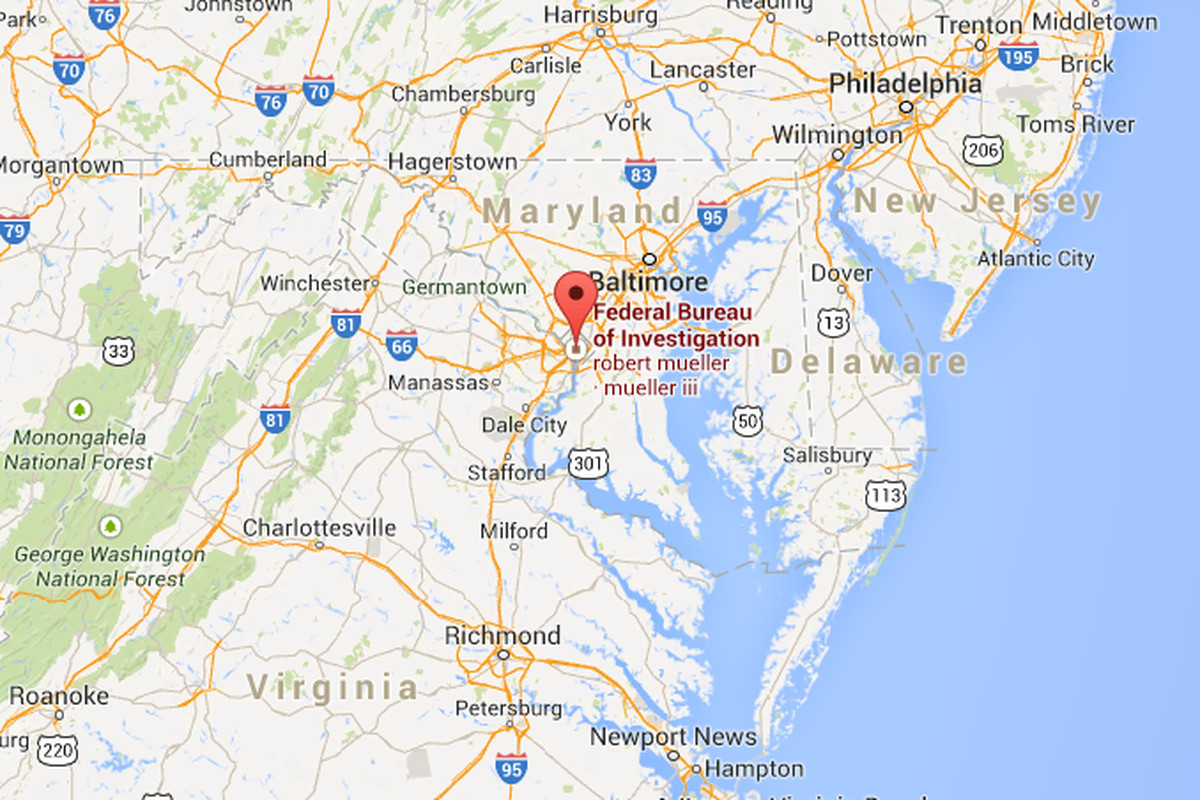 Park
76
Johnstown
Harrisburg
Reading
Trenton
Middletown
70
Carlisle
Pottstown
195
Lancaster
Brick
76
70
Chambersburg
Philadelphia
York
Wilmington
Toms River
Morgantown
Cumberland
Hagerstown
206
83
79
Maryland
95
New Jersey
Atlantic City
Baltimore
Dover
Winchester
Germantown
Federal Bureau
of Investigation
robert mueller
· mueller iii
81
66
33
13
Delaware
Manassas
81
Dale City
50
Monongahela
National Forest
Salisbury
Stafford
301
113
Charlottesville
Milford
George Washington
National Forest
Richmond
Virginia
Roanoke
Petersburg
urg
220
Newport News
95
Hampton